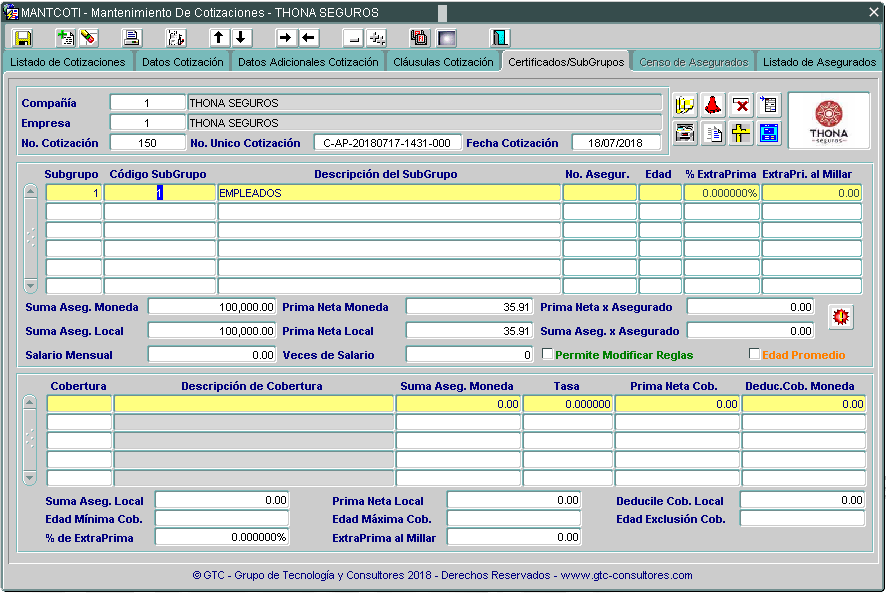 MANTCOTI - Mantenimiento De Cotizaciones - THONA SEGUROS
Listado de Cotizaciones Datos Cotización Datos Adicionales Cotización Cláusulas Cotización Certificados/SubGrupos Censo de Asegurados Listado de Asegurados
Compañía 1 THONA SEGUROS
Empresa 1 THONA SEGUROS
No. Cotización 150 No. Unico Cotización C-AP-20180717-1431-000 Fecha Cotización 18/07/2018
THONA
seguros
Subgrupo Código SubGrupo Descripción del SubGrupo No. Asegur. Edad % ExtraPrima ExtraPri. al Millar
1 1 EMPLEADOS 0.000000% 0.00
Suma Aseg. Moneda 100,000.00 Prima Neta Moneda 35.91 Prima Neta x Asegurado 0.00
Suma Aseg. Local 100,000.00 Prima Neta Local 35.91 Suma Aseg. x Asegurado 0.00
Salario Mensual 0.00 Veces de Salario 0 Permite Modificar Reglas Edad Promedio
Cobertura Descripción de Cobertura Suma Aseg. Moneda Tasa Prima Neta Cob. Deduc.Cob. Moneda
0.00 0.000000 0.00 0.00
Suma Aseg. Local 0.00 Prima Neta Local 0.00 Deducile Cob. Local 0.00
Edad Mínima Cob. Edad Máxima Cob. Edad Exclusión Cob.
% de ExtraPrima 0.000000% ExtraPrima al Millar 0.00
© GTC - Grupo de Tecnología y Consultores 2018 - Derechos Reservados - www.gtc-consultores.com